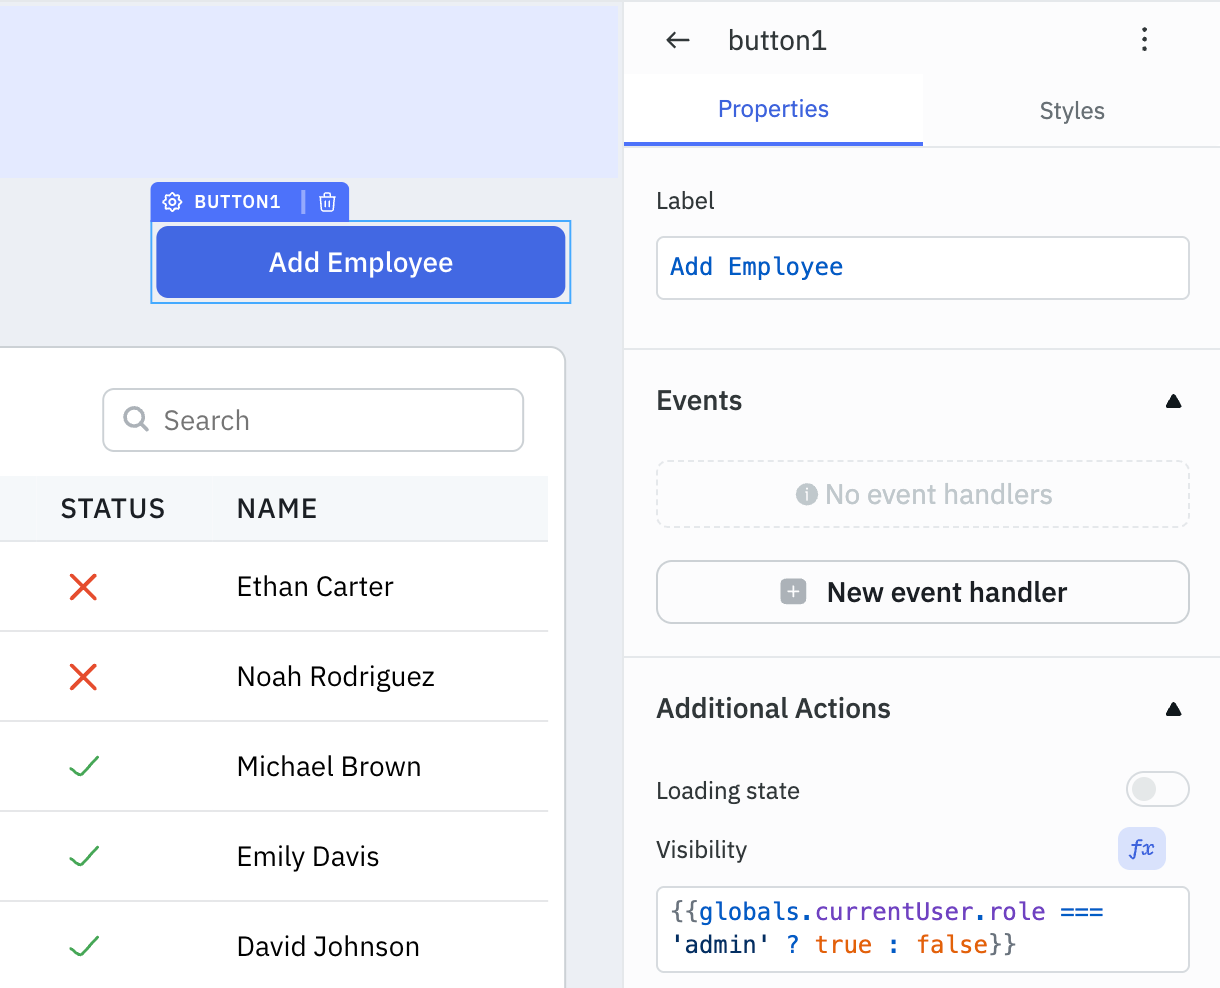 BUTTON1
Add Employee
Search
STATUS NAME
Ethan Carter
Noah Rodriguez
Michael Brown
Emily Davis
David Johnson
button1
Properties Styles
Label
Add Employee
Events
No event handlers
New event handler
Additional Actions
Loading state
Visibility
fx
{{globals.currentUser.role ===
'admin' ? true : false}}